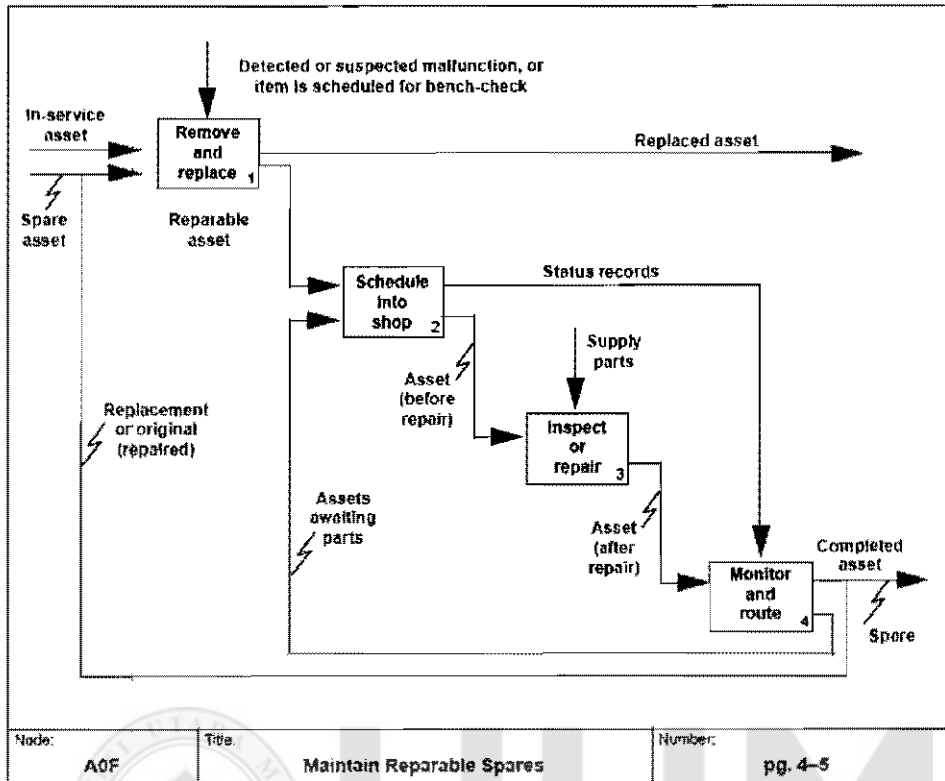 Detected or suspected malfunction, or
item is scheduled for bench-check
In-service
asset
Remove
and
replace
1
Replaced asset
Spare
asset
Reparable
asset
Status records
Schedule
into
shop
2
Supply
parts
Asset
(before
repair)
Replacement
or original
(repaired)
Inspect
or
repair
3
Assets
awaiting
parts
Asset
(after
repair)
Completed
asset
Monitor
and
route
4
Spore
Node:
Title.
Number:
A0F
Maintain Reparable Spares
pg. 4–5
UTARA